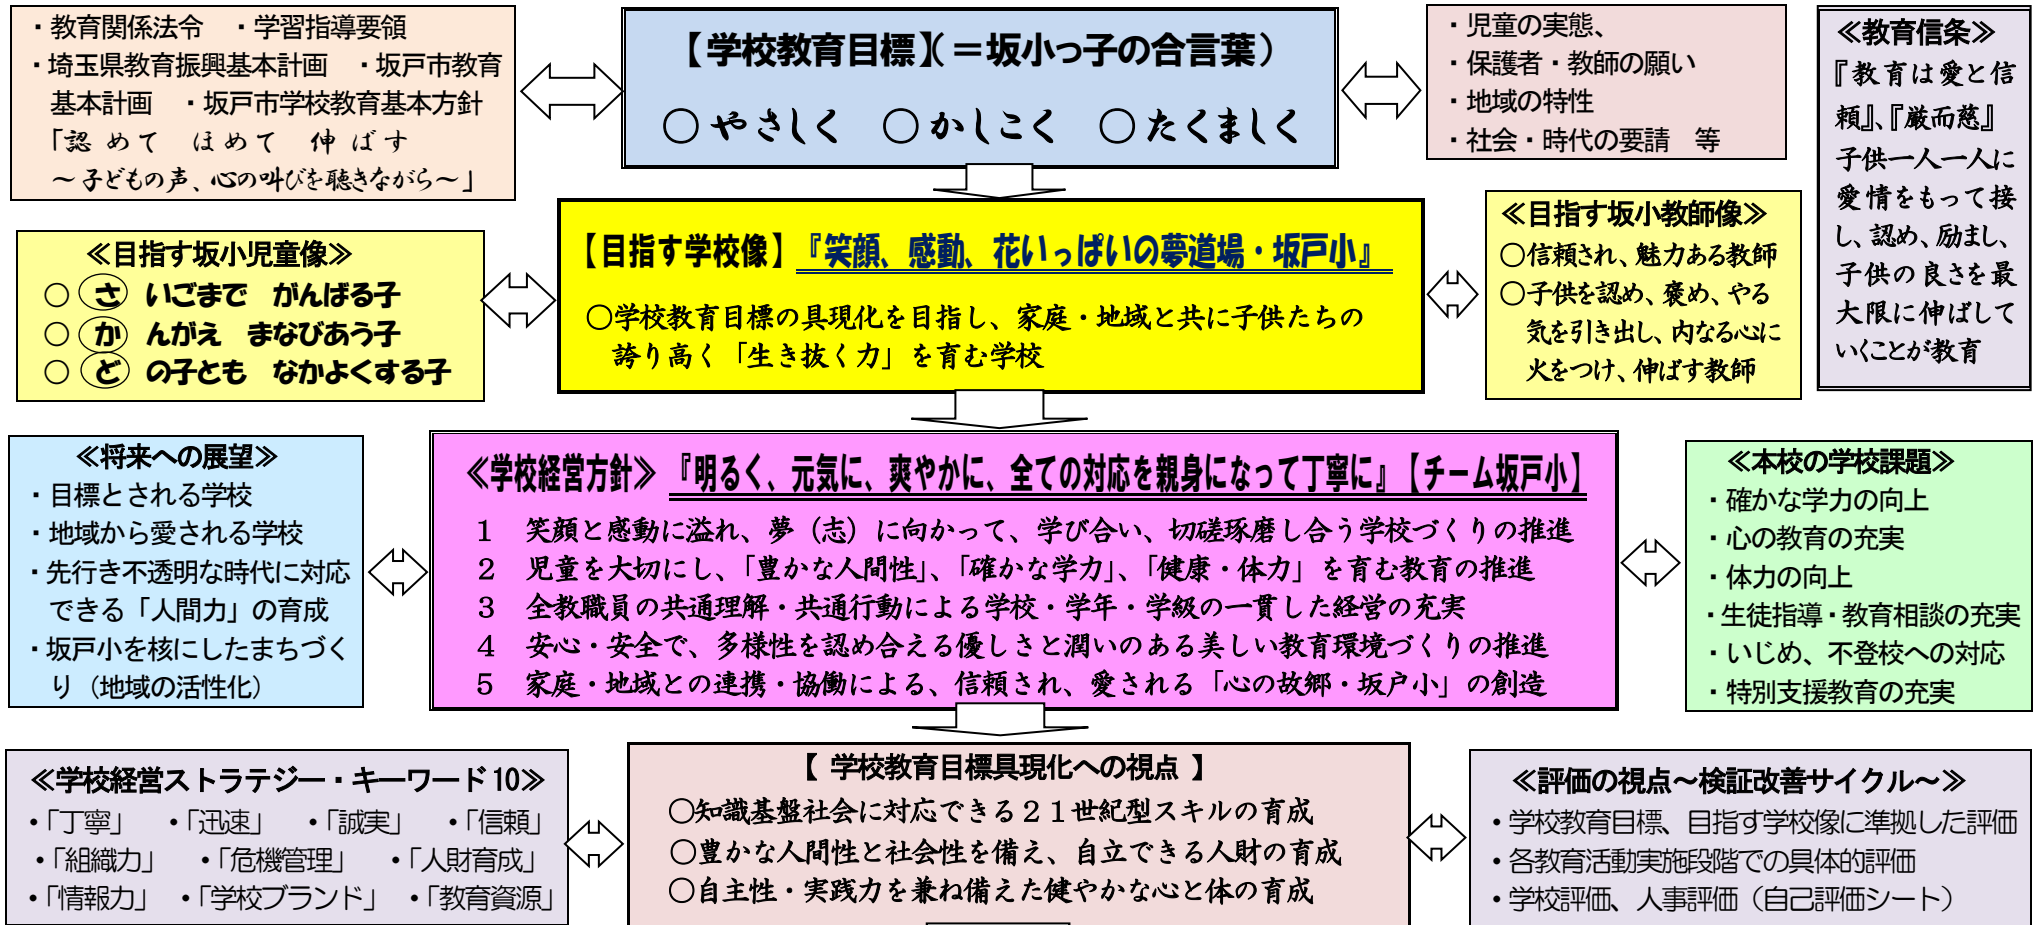 ・教育関係法令　・学習指導要領
・埼玉県教育振興基本計画　・坂戸市教育
基本計画　・坂戸市学校教育基本方針
「認めて　ほめて　伸ばす
～子どもの声、心の叫びを聴きながら～」
【学校教育目標】（＝坂小っ子の合言葉）
○やさしく　○かしこく　○たくましく
・児童の実態、
・保護者・教師の願い
・地域の特性
・社会・時代の要請　等
≪教育信条≫
『教育は愛と信
頼』、『厳而慈』
子供一人一人に
愛情をもって接
し、認め、励まし、
子供の良さを最
大限に伸ばして
いくことが教育
≪目指す坂小児童像≫
○ さ いごまで　がんばる子
○ か んがえ　まなびあう子
○ ど の子とも　なかよくする子
【目指す学校像】『笑顔、感動、花いっぱいの夢道場・坂戸小』
○学校教育目標の具現化を目指し、家庭・地域と共に子供たちの
誇り高く「生き抜く力」を育む学校
≪目指す坂小教師像≫
○信頼され、魅力ある教師
○子供を認め、褒め、やる
気を引き出し、内なる心に
火をつけ、伸ばす教師
≪将来への展望≫
・目標とされる学校
・地域から愛される学校
・先行き不透明な時代に対応
できる「人間力」の育成
・坂戸小を核にしたまちづく
り（地域の活性化）
≪学校経営方針≫『明るく、元気に、爽やかに、全ての対応を親身になって丁寧に』【チーム坂戸小】
１　笑顔と感動に溢れ、夢（志）に向かって、学び合い、切磋琢磨し合う学校づくりの推進
２　児童を大切にし、「豊かな人間性」、「確かな学力」、「健康・体力」を育む教育の推進
３　全教職員の共通理解・共通行動による学校・学年・学級の一貫した経営の充実
４　安心・安全で、多様性を認め合える優しさと潤いのある美しい教育環境づくりの推進
５　家庭・地域との連携・協働による、信頼され、愛される「心の故郷・坂戸小」の創造
≪本校の学校課題≫
・確かな学力の向上
・心の教育の充実
・体力の向上
・生徒指導・教育相談の充実
・いじめ、不登校への対応
・特別支援教育の充実
≪学校経営ストラテジー・キーワード10≫
・「丁寧」　・「迅速」　・「誠実」　・「信頼」
・「組織力」　・「危機管理」　・「人財育成」
・「情報力」　・「学校ブランド」　・「教育資源」
【 学校教育目標具現化への視点 】
○知識基盤社会に対応できる２１世紀型スキルの育成
○豊かな人間性と社会性を備え、自立できる人財の育成
○自主性・実践力を兼ね備えた健やかな心と体の育成
≪評価の視点～検証改善サイクル～≫
・学校教育目標、目指す学校像に準拠した評価
・各教育活動実施段階での具体的評価
・学校評価、人事評価（自己評価シート）